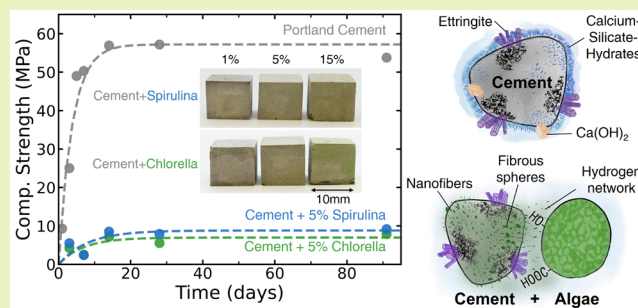 Comp. Strength (MPa)
60
50
40
30
20
10
0
0
20
40
60
80
Time (days)
Portland Cement
1%
5%
15%
Cement+Spirulina
Cement+Chlorella
10mm
Cement + 5% Spirulina
Cement + 5% Chlorella
Ettringite
Calcium-
Silicate-
Hydrates
Cement
Ca(OH)2
Nanofibers
Fibrous
spheres
Hydrogen
network
HO
HOOC
Cement + Algae